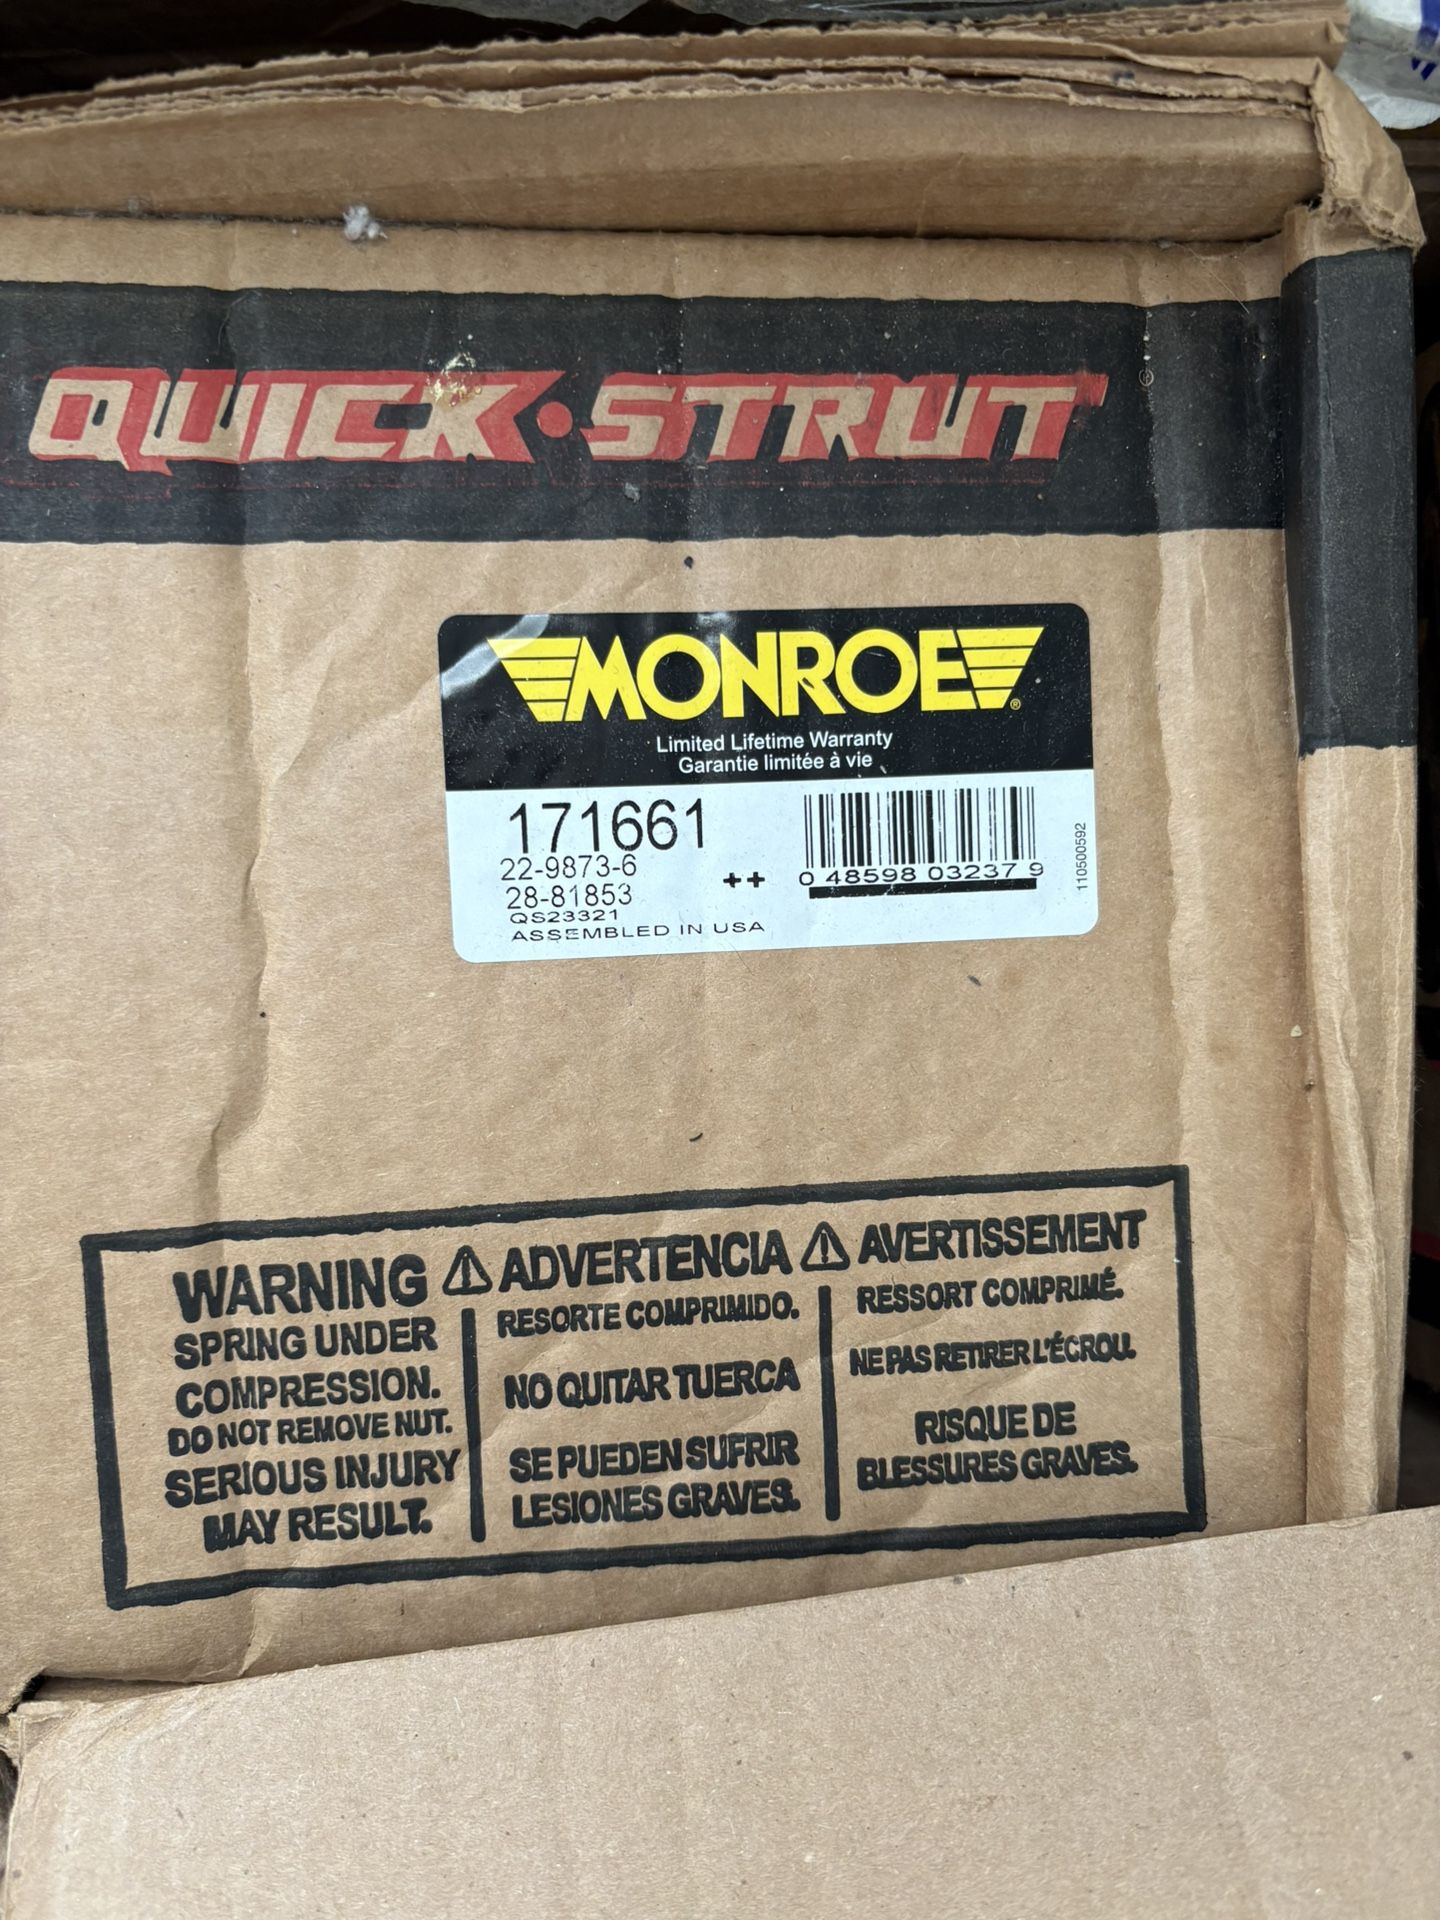 QUICK·STRUT
MONROE®
Limited Lifetime Warranty
Garantie limitée à vie
171661
22-9873-6
28-81853
QS23321
ASSEMBLED IN USA
++
0 48598 03237 9
110500592
WARNING
SPRING UNDER
COMPRESSION.
DO NOT REMOVE NUT.
SERIOUS INJURY
MAY RESULT.
ADVERTENCIA
RESORTE COMPRIMIDO.
NO QUITAR TUERCA
SE PUEDEN SUFRIR
LESIONES GRAVES.
AVERTISSEMENT
RESSORT COMPRIMÉ.
NE PAS RETIRER L'ÉCROU.
RISQUE DE
BLESSURES GRAVES.